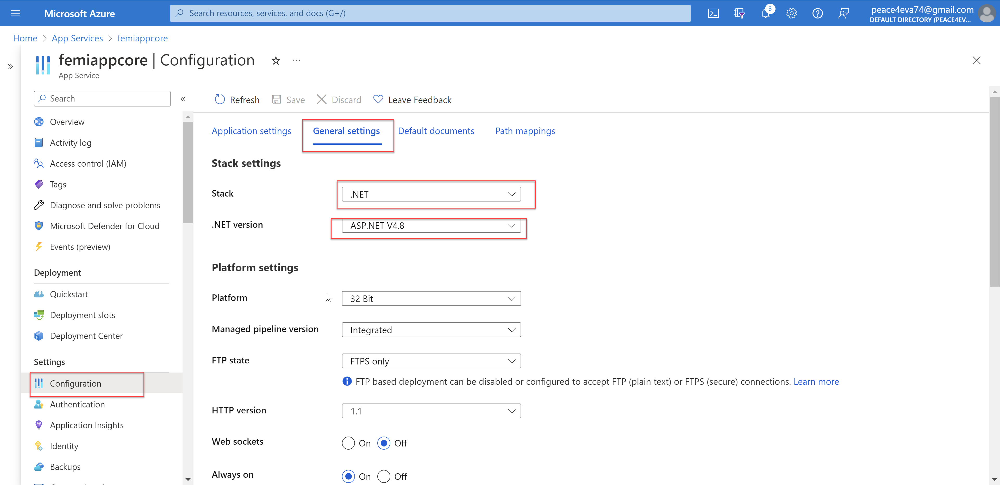 Microsoft Azure
Search resources, services, and docs (G+/)
3
peace4eva74@gmail.com
DEFAULT DIRECTORY (PEACE4EV...
Home > App Services > femiappcore
femiappcore | Configuration
App Service
Search
Refresh Save Discard Leave Feedback
Overview
Activity log
Access control (IAM)
Tags
Diagnose and solve problems
Microsoft Defender for Cloud
Events (preview)
Deployment
Quickstart
Deployment slots
Deployment Center
Settings
Configuration
Authentication
Application Insights
Identity
Backups
Application settings General settings Default documents Path mappings
Stack settings
Stack .NET
.NET version ASP.NET V4.8
Platform settings
Platform 32 Bit
Managed pipeline version Integrated
FTP state FTPS only
FTP based deployment can be disabled or configured to accept FTP (plain text) or FTPS (secure) connections. Learn more
HTTP version 1.1
Web sockets On Off
Always on On Off